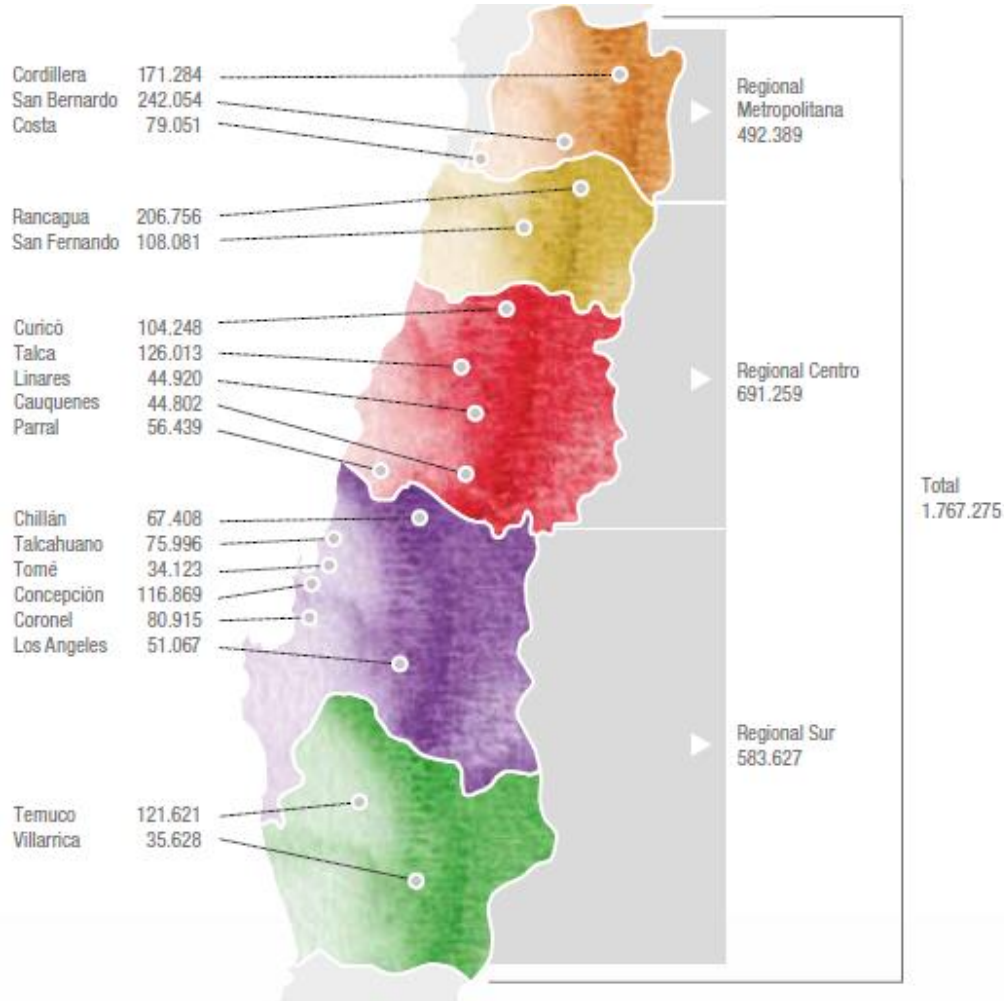 Cordillera 171.284
San Bernardo 242.054
Costa 79.051
Regional
Metropolitana
492.389
Rancagua 206.756
San Fernando 108.081
Curicó 104.248
Talca 126.013
Linares 44.920
Cauquenes 44.802
Parral 56.439
Regional Centro
691.259
Total
1.767.275
Chillán 67.408
Talcahuano 75.996
Tomé 34.123
Concepción 116.869
Coronel 80.915
Los Angeles 51.067
Regional Sur
583.627
Temuco 121.621
Villarrica 35.628